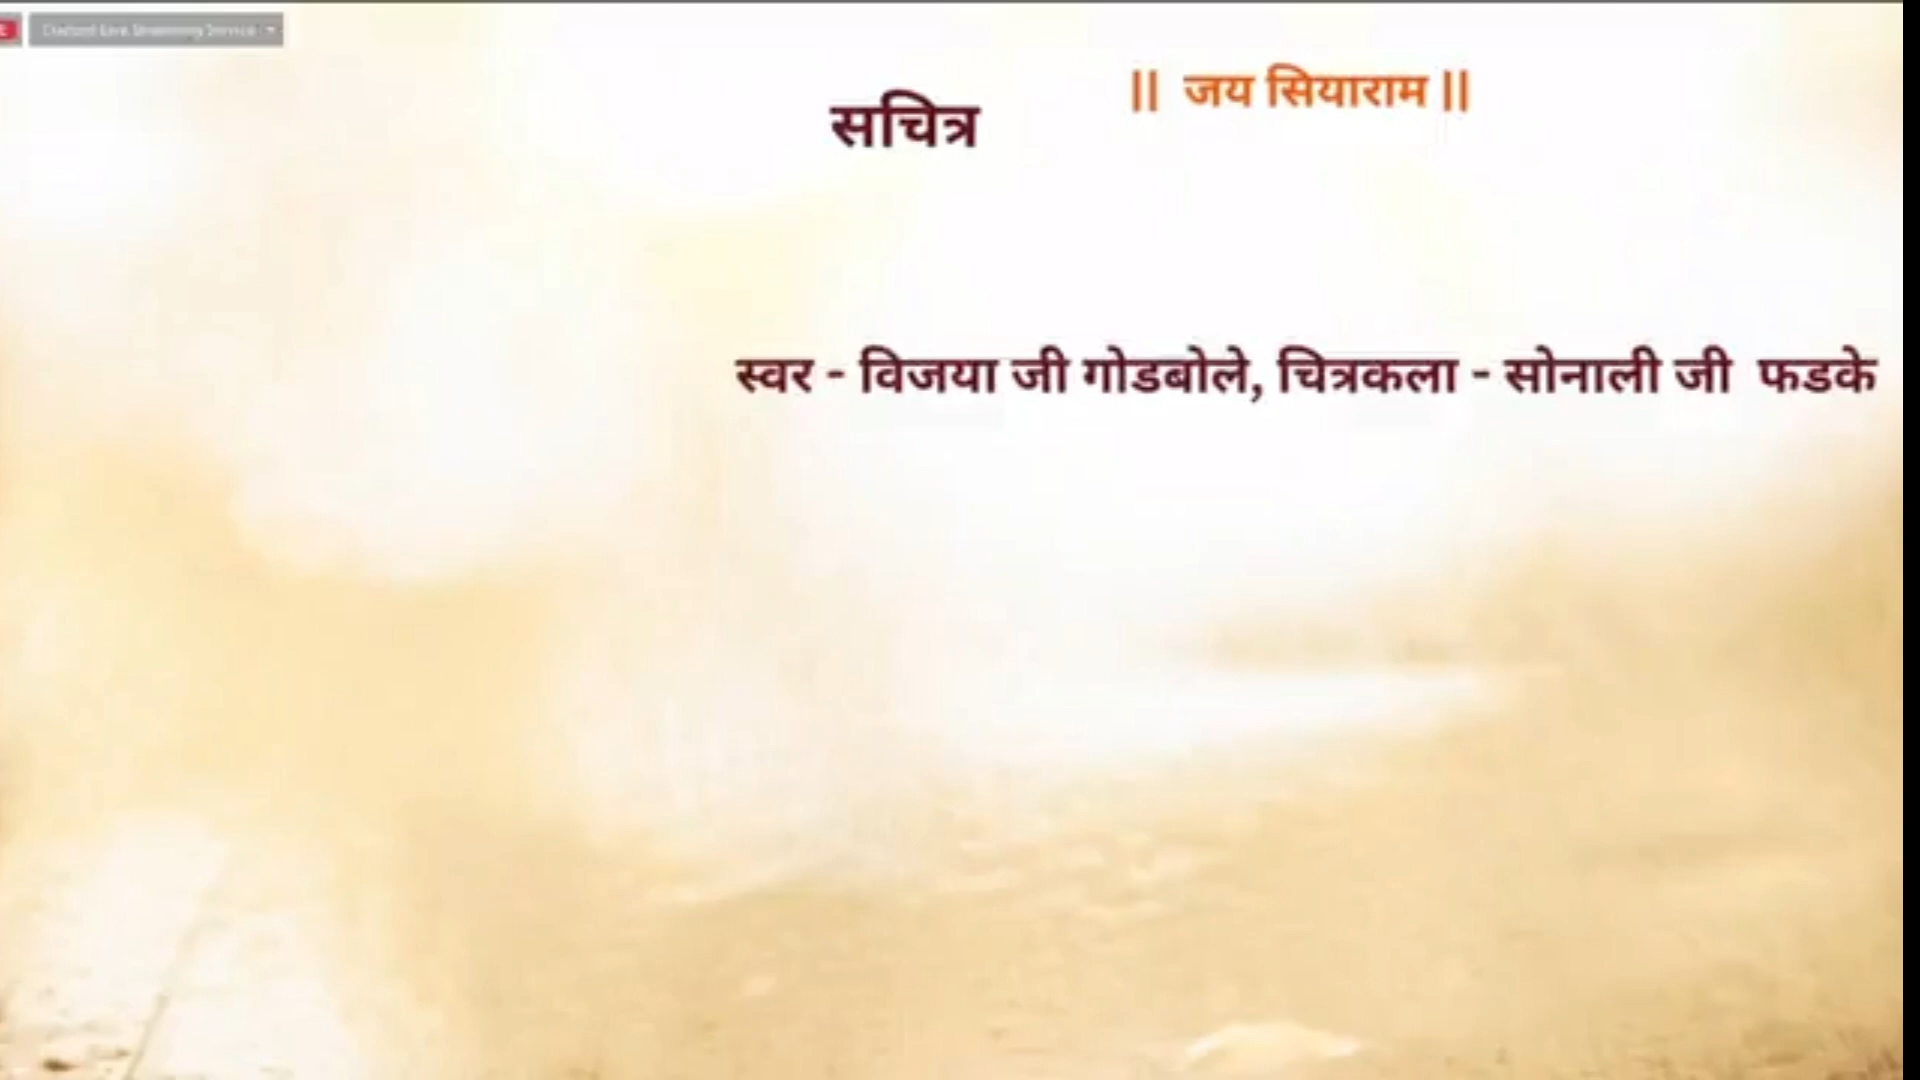 || जय सियाराम ||
सचित्र
स्वर - विजया जी गोडबोले, चित्रकला - सोनाली जी फडके